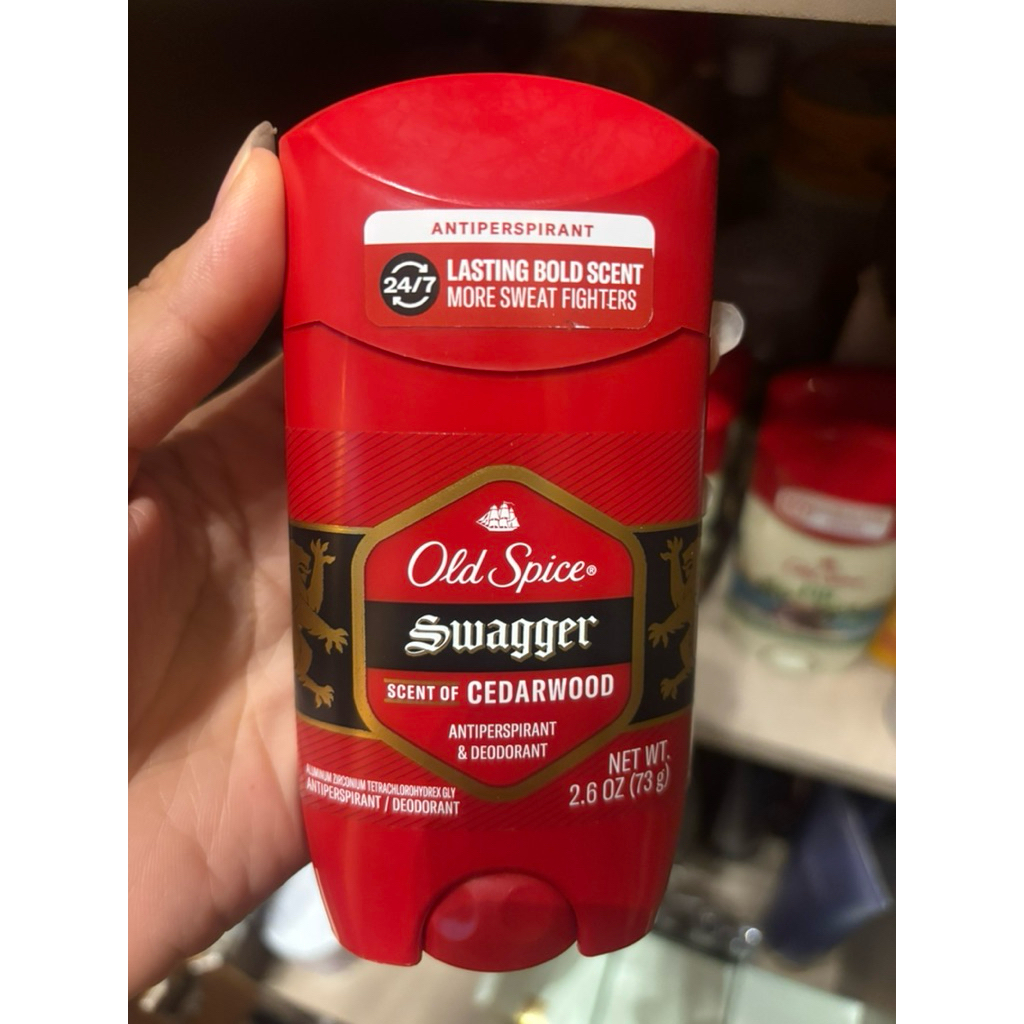 ANTIPERSPIRANT
24/7
LASTING BOLD SCENT
MORE SWEAT FIGHTERS
Old Spice®
Swagger
SCENT OF CEDARWOOD
ANTIPERSPIRANT
& DEODORANT
ALUMINUM ZIRCONIUM TETRACHLOROHYDREX GLY
ANTIPERSPIRANT / DEODORANT
NET WT.
2.6 OZ (73 g)